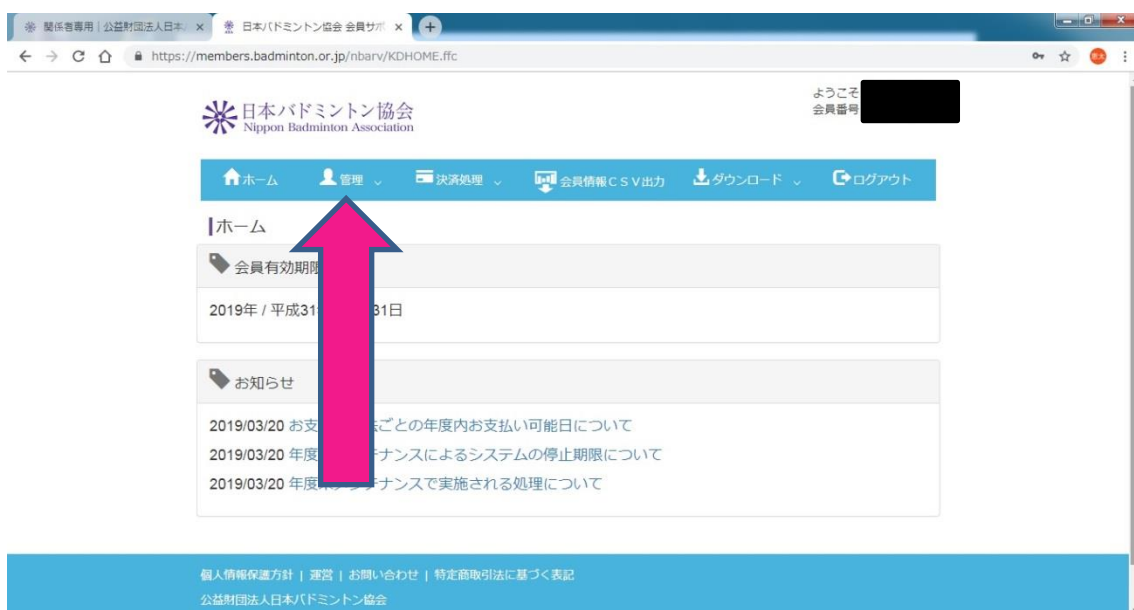 関係者専用 | 公益財団法人日本
日本バドミントン協会 会員サポ
https://members.badminton.or.jp/nbarv/KDHOME.ffc
日本バドミントン協会
Nippon Badminton Association
ようこそ
会員番号
ホーム 管理 決済処理 会員情報CSV出力 ダウンロード ログアウト
ホーム
会員有効期限
2019年 / 平成31 31日
お知らせ
2019/03/20 お支 ごとの年度内お支払い可能日について
2019/03/20 年度 ナンスによるシステムの停止期限について
2019/03/20 年度 ナンスで実施される処理について
個人情報保護方針 | 運営 | お問い合わせ | 特定商取引法に基づく表記
公益財団法人日本バドミントン協会